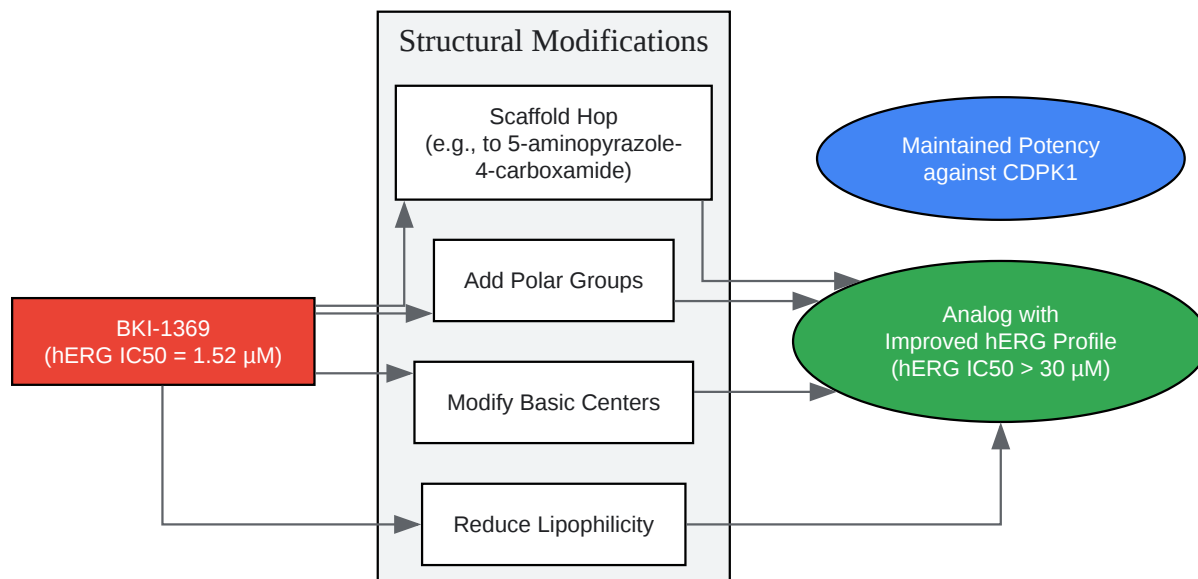 Structural Modifications
Scaffold Hop
(e.g., to 5-aminopyrazole-
4-carboxamide)
Add Polar Groups
Modify Basic Centers
Reduce Lipophilicity
BKI-1369
(hERG IC50 = 1.52 µM)
Maintained Potency
against CDPK1
Analog with
Improved hERG Profile
(hERG IC50 > 30 µM)